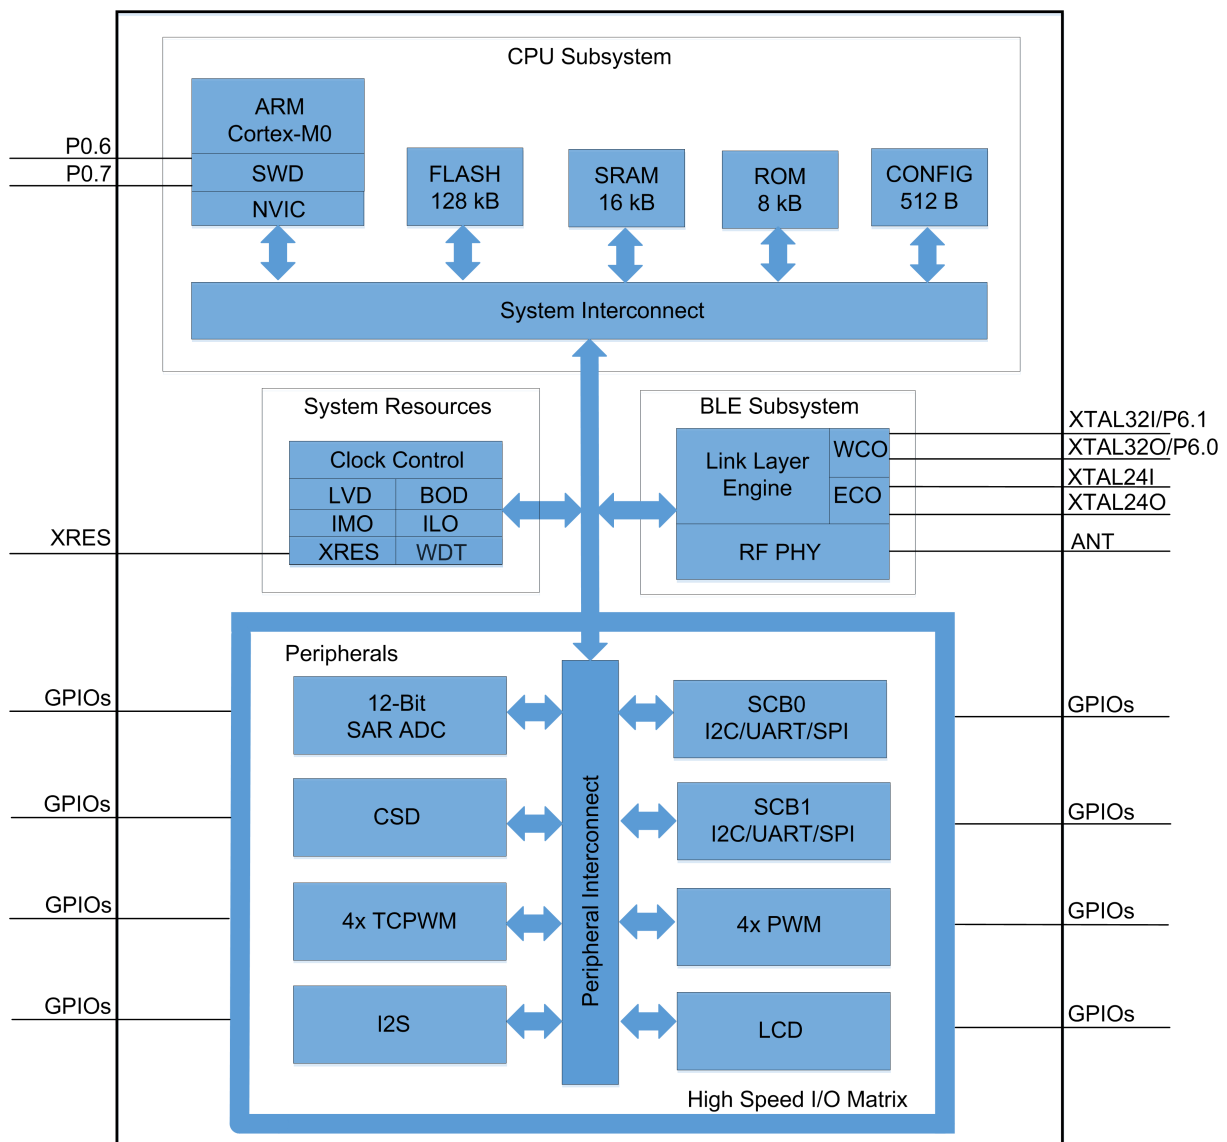 CPU Subsystem
ARM
Cortex-M0
SWD
NVIC
P0.6
P0.7
FLASH
128 kB
SRAM
16 kB
ROM
8 kB
CONFIG
512 B
System Interconnect
System Resources
Clock Control
LVD
BOD
IMO
ILO
XRES
WDT
XRES
BLE Subsystem
Link Layer
Engine
WCO
ECO
RF PHY
XTAL32I/P6.1
XTAL32O/P6.0
XTAL24I
XTAL24O
ANT
Peripherals
12-Bit
SAR ADC
CSD
4x TCPWM
I2S
Peripheral Interconnect
SCB0
I2C/UART/SPI
SCB1
I2C/UART/SPI
4x PWM
LCD
High Speed I/O Matrix
GPIOs
GPIOs
GPIOs
GPIOs
GPIOs
GPIOs
GPIOs
GPIOs